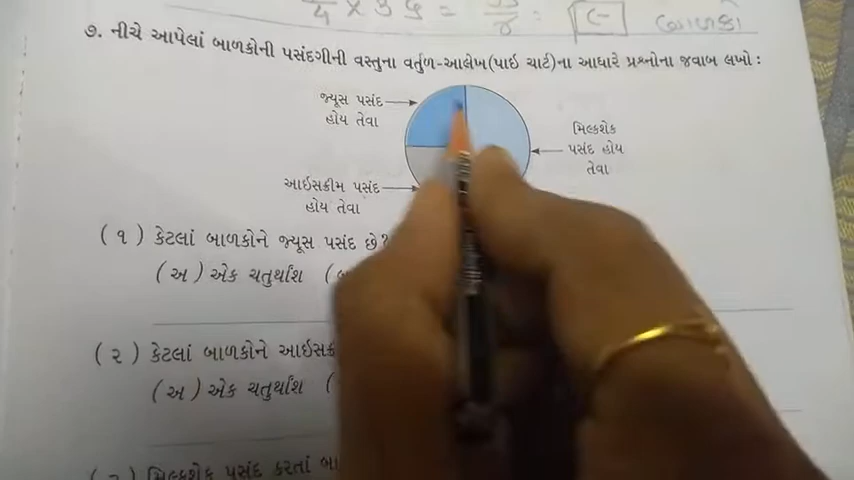 ૭. નીચે આપેલાં બાળકોની પસંદગીની વસ્તુના વર્તુળ-આલેખ(પાઇ ચાર્ટ)ના આધારે પ્રશ્નોના જવાબ લખો :
જ્યૂસ પસંદ
હોય તેવા
મિલ્કશેક
પસંદ હોય
તેવા
આઇસક્રીમ પસંદ
હોય તેવા
(૧) કેટલાં બાળકોને જ્યૂસ પસંદ છે?
(અ) એક ચતુર્થાંશ
(૨) કેટલાં બાળકોને
(અ) એક ચતુર્થાંશ
મિલ્કશેક પસંદ કરતાં